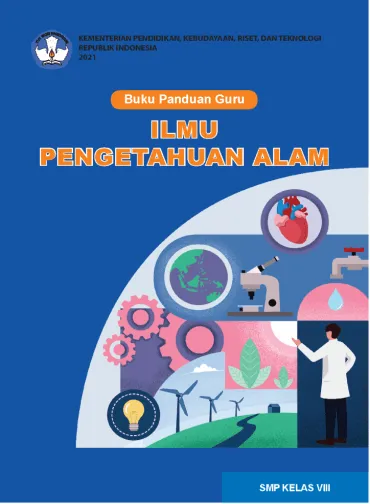 KEMENTERIAN PENDIDIKAN, KEBUDAYAAN, RISET, DAN TEKNOLOGI
REPUBLIK INDONESIA
2021
Buku Panduan Guru
ILMU
PENGETAHUAN ALAM
SMP KELAS VIII